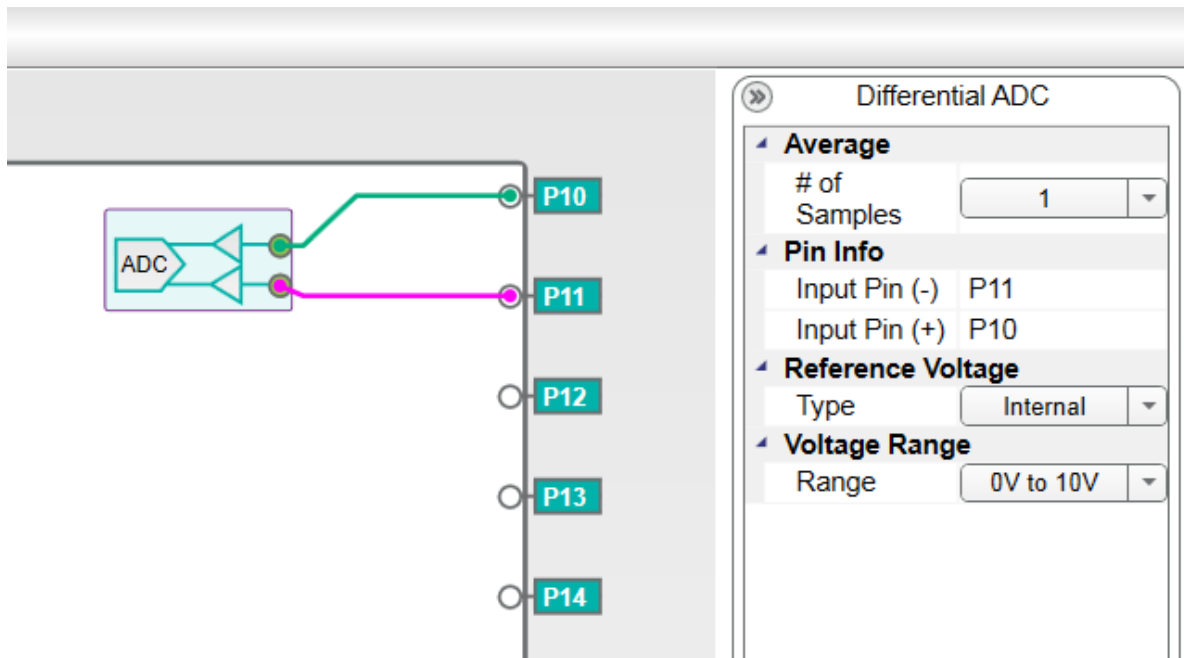 Differential ADC
Average
# of
Samples
1
Pin Info
Input Pin (-) P11
Input Pin (+) P10
Reference Voltage
Type Internal
Voltage Range
Range 0V to 10V
ADC
P10
P11
P12
P13
P14